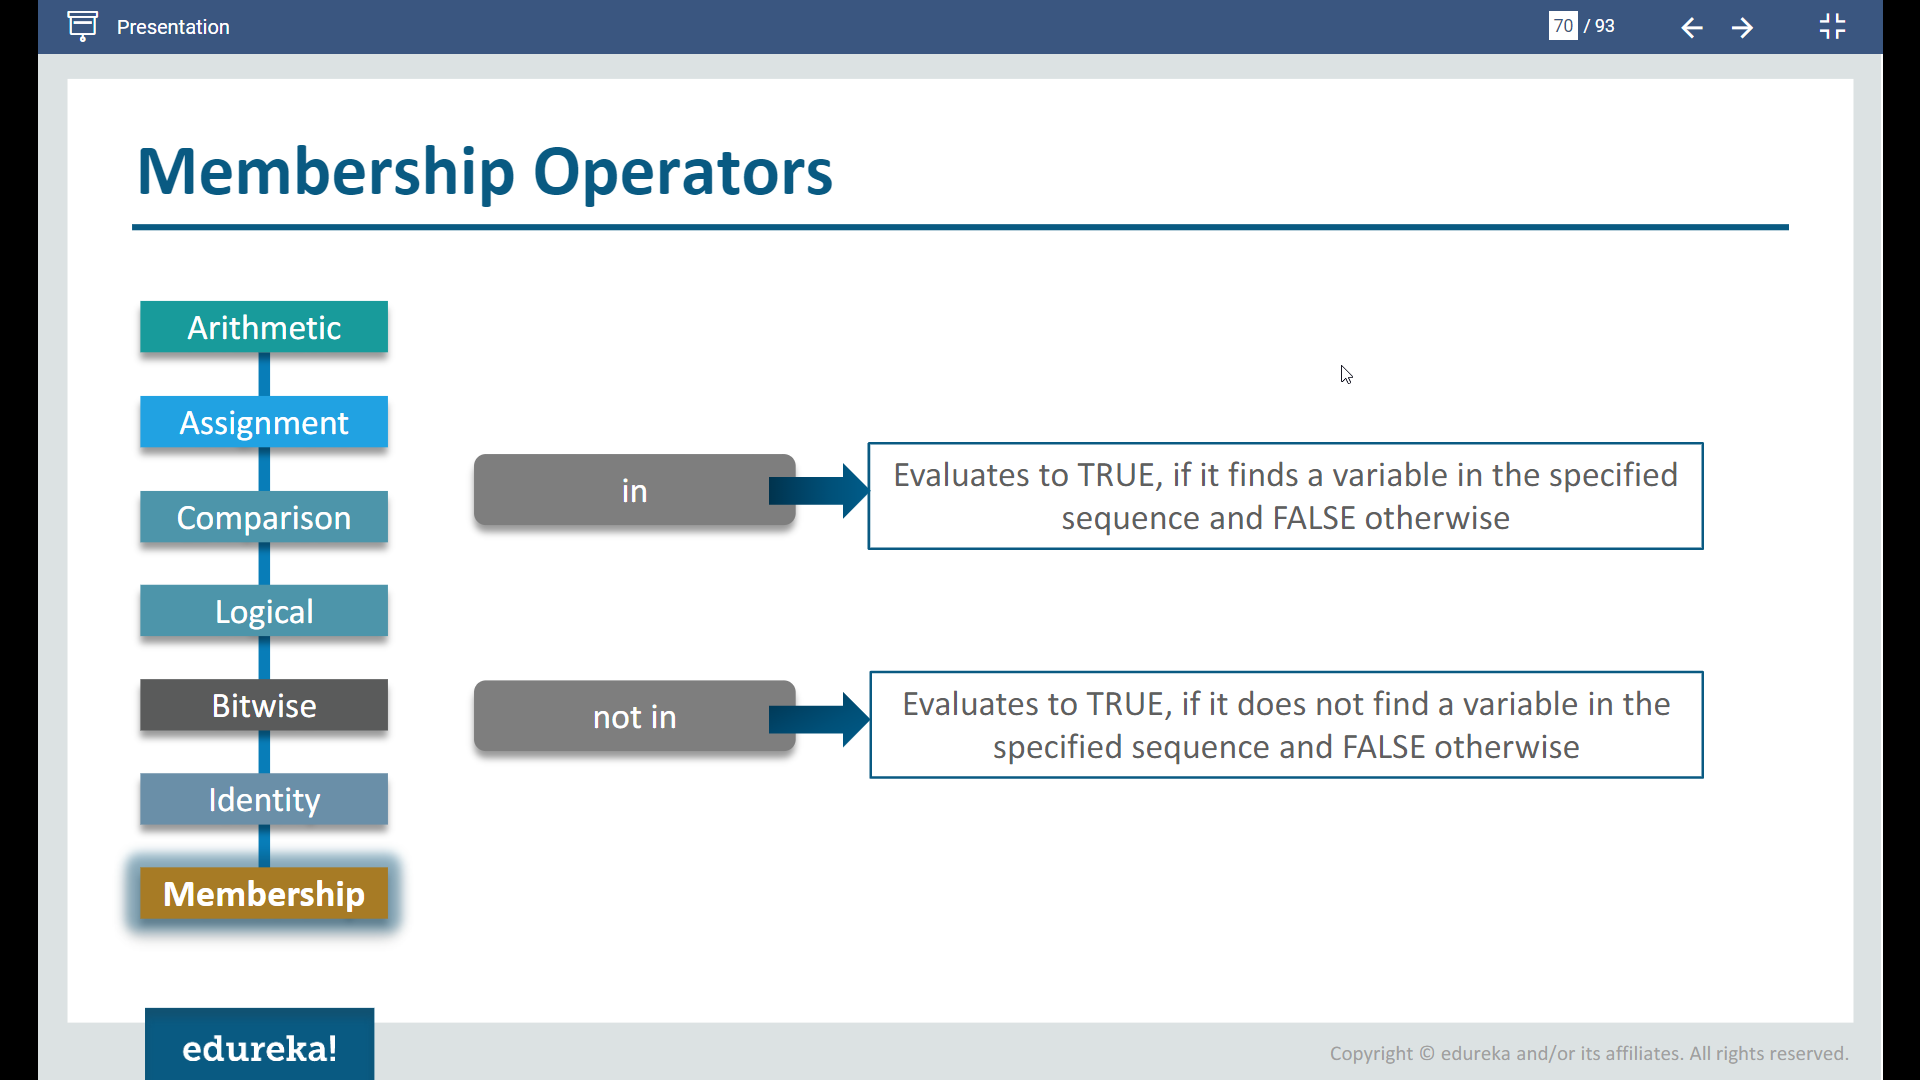 Presentation
70 / 93
Membership Operators
Arithmetic
Assignment
Comparison
Logical
Bitwise
Identity
Membership
in
Evaluates to TRUE, if it finds a variable in the specified
sequence and FALSE otherwise
not in
Evaluates to TRUE, if it does not find a variable in the
specified sequence and FALSE otherwise
edureka!
Copyright © edureka and/or its affiliates. All rights reserved.